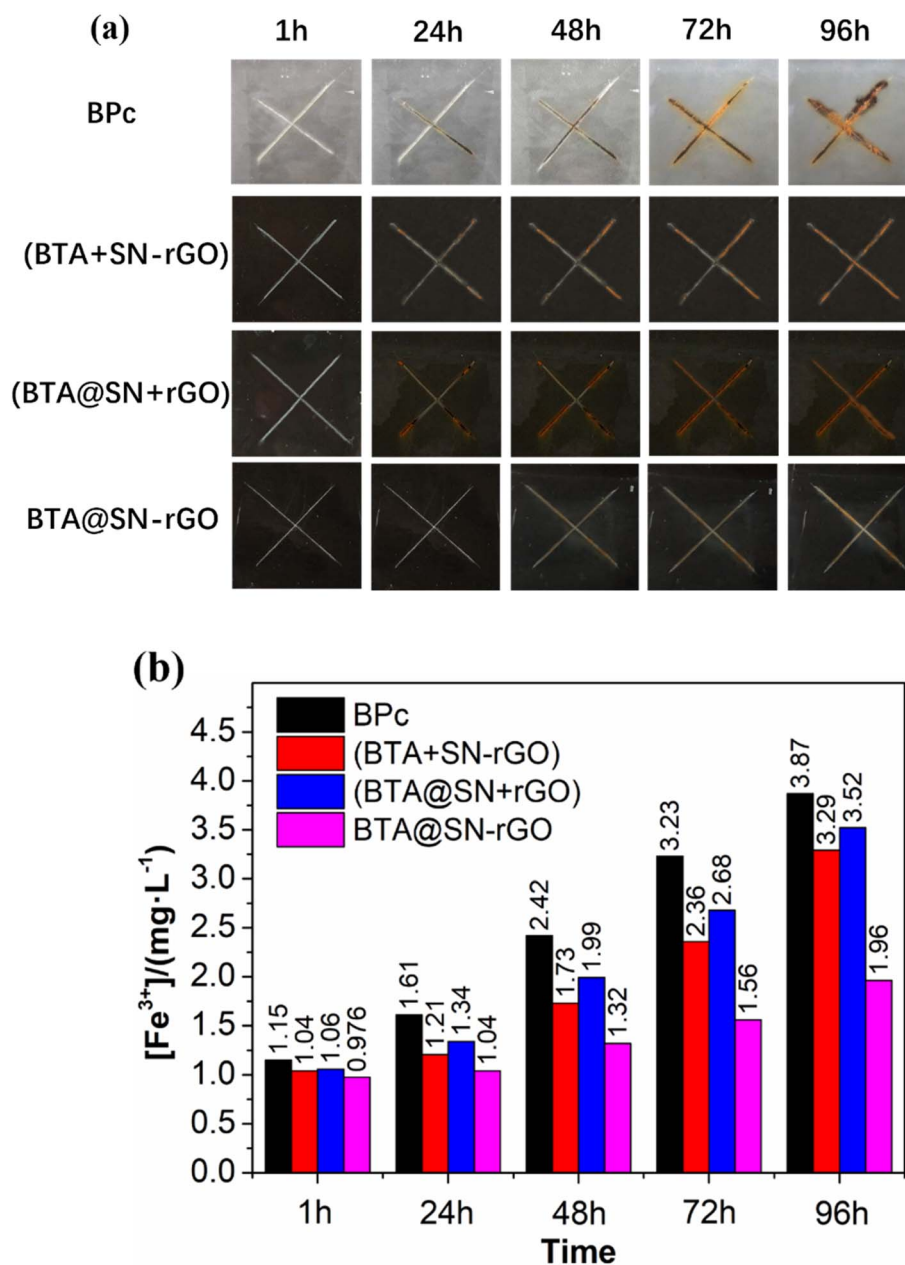 (a) 1h 24h 48h 72h 96h
BPc
(BTA+SN-rGO)
(BTA@SN+rGO)
BTA@SN-rGO
(b)
BPc
(BTA+SN-rGO)
(BTA@SN+rGO)
BTA@SN-rGO
[Fe³⁺]/(mg·L⁻¹)
4.5
4.0
3.5
3.0
2.5
2.0
1.5
1.0
0.5
0.0
1.15 1.04 1.06 0.976
1.61 1.21 1.34 1.04
2.42 1.73 1.99 1.32
3.23 2.36 2.68 1.56
3.87 3.29 3.52 1.96
1h 24h 48h 72h 96h
Time